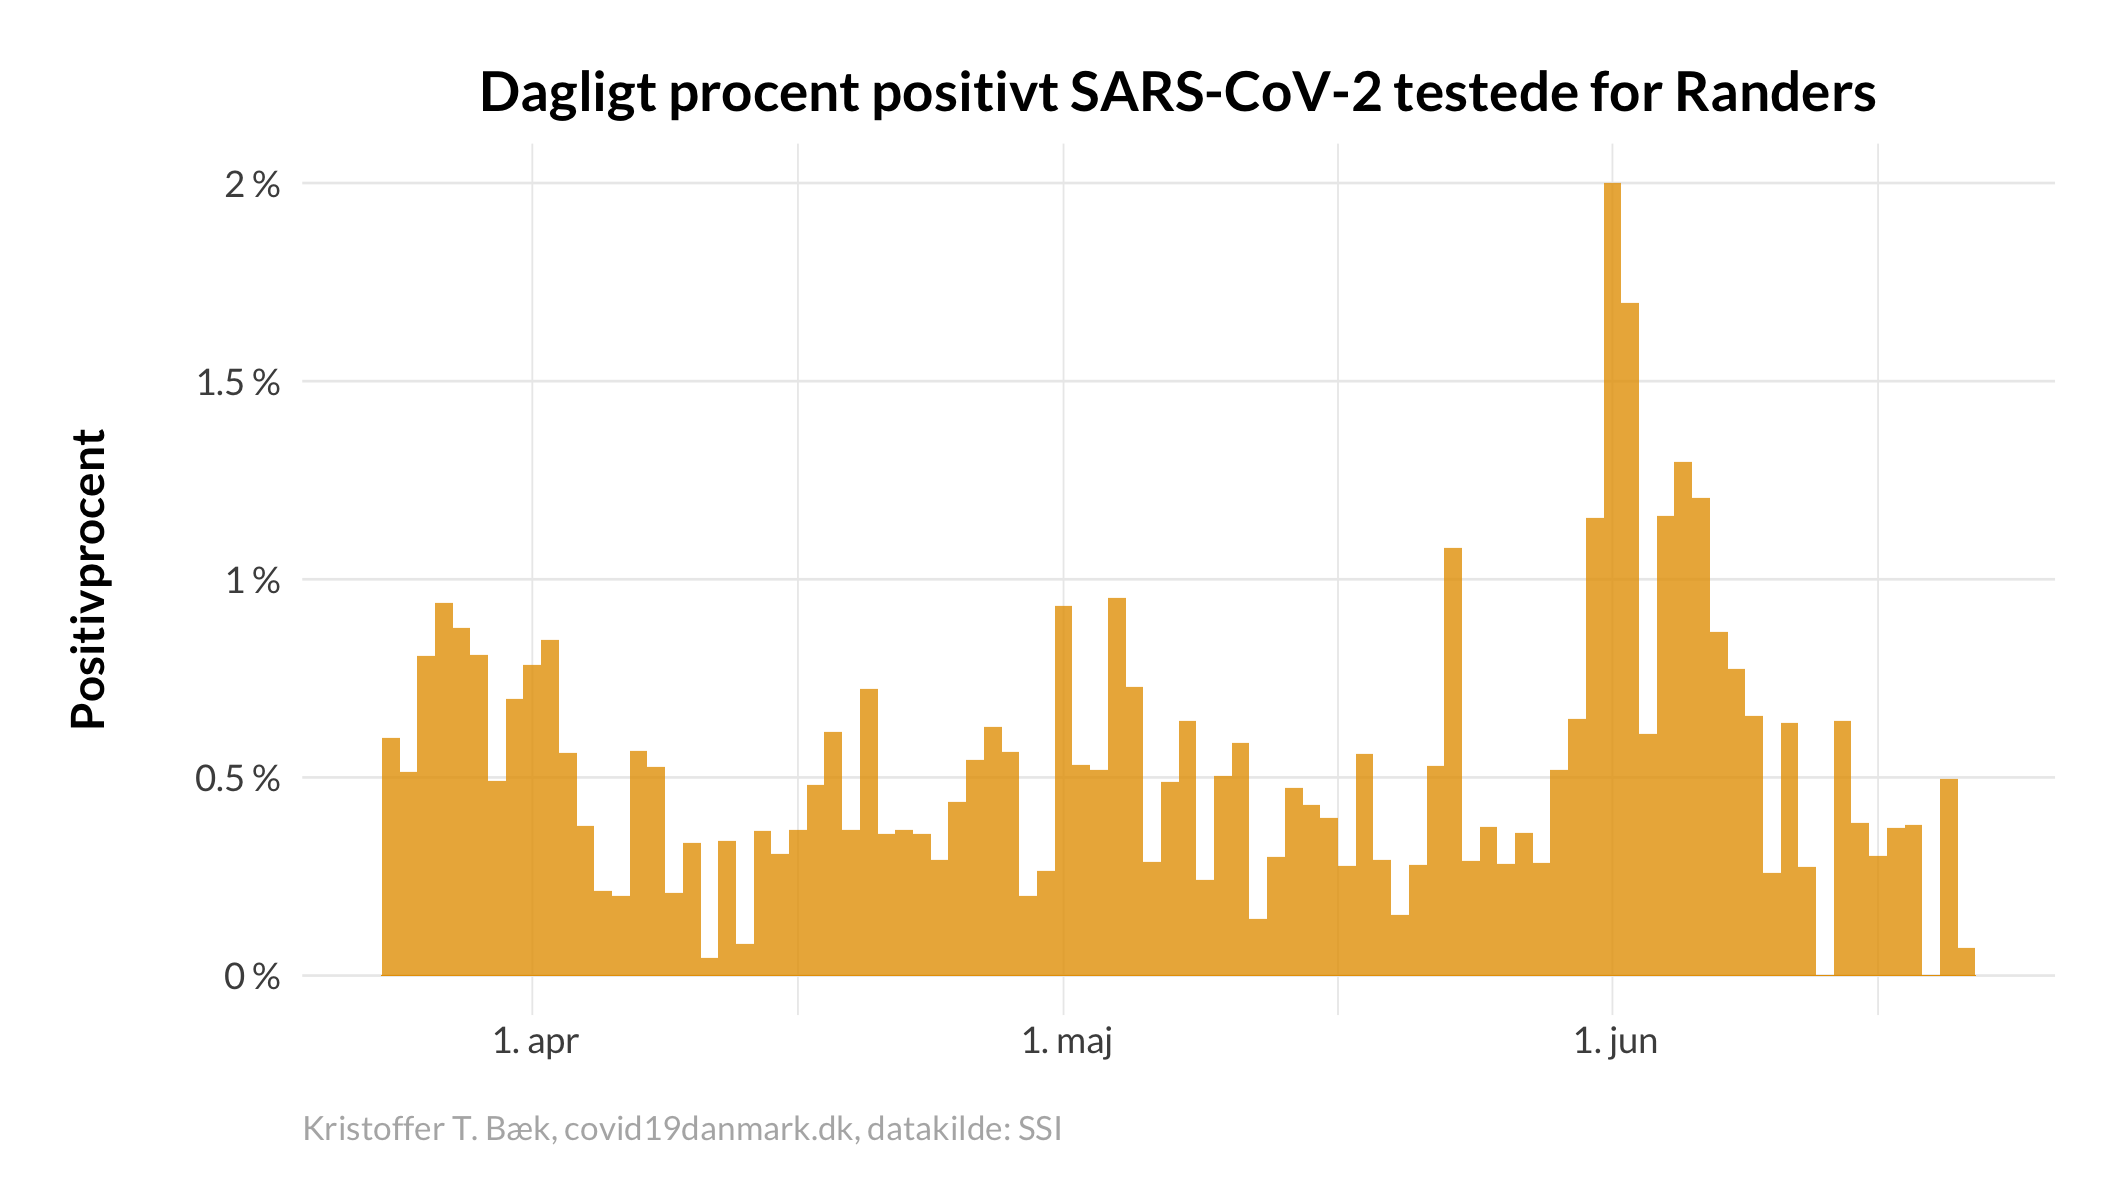 Dagligt procent positivt SARS-CoV-2 testede for Randers
Positivprocent
2 %
1.5 %
1 %
0.5 %
0 %
1. apr
1. maj
1. jun
Kristoffer T. Bæk, covid19danmark.dk, datakilde: SSI